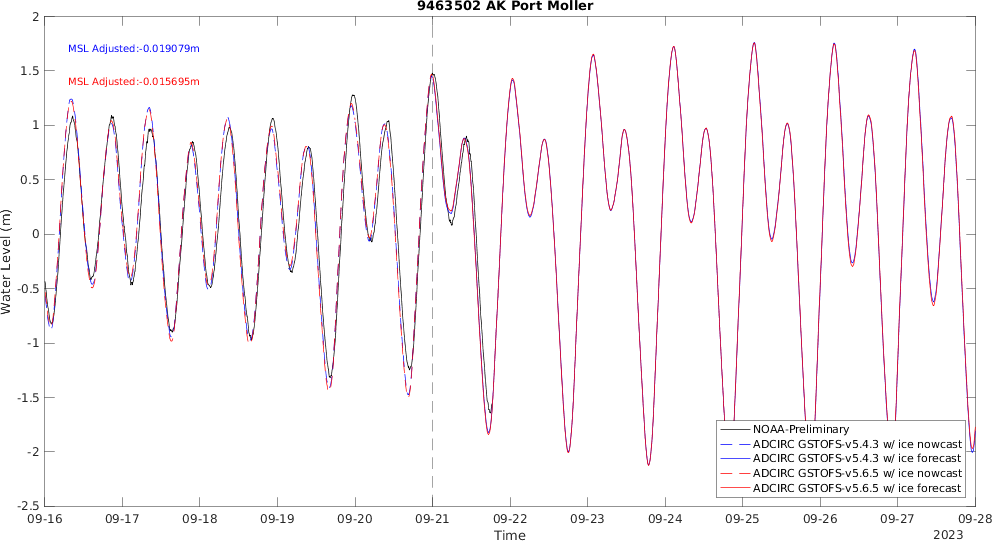 9463502 AK Port Moller
MSL Adjusted:-0.019079m
MSL Adjusted:-0.015695m
Water Level (m)
2
1.5
1
0.5
0
-0.5
-1
-1.5
-2
-2.5
NOAA-Preliminary
ADCIRC GSTOFS-v5.4.3 w/ ice nowcast
ADCIRC GSTOFS-v5.4.3 w/ ice forecast
ADCIRC GSTOFS-v5.6.5 w/ ice nowcast
ADCIRC GSTOFS-v5.6.5 w/ ice forecast
09-16 09-17 09-18 09-19 09-20 09-21 09-22 09-23 09-24 09-25 09-26 09-27 09-28
Time
2023